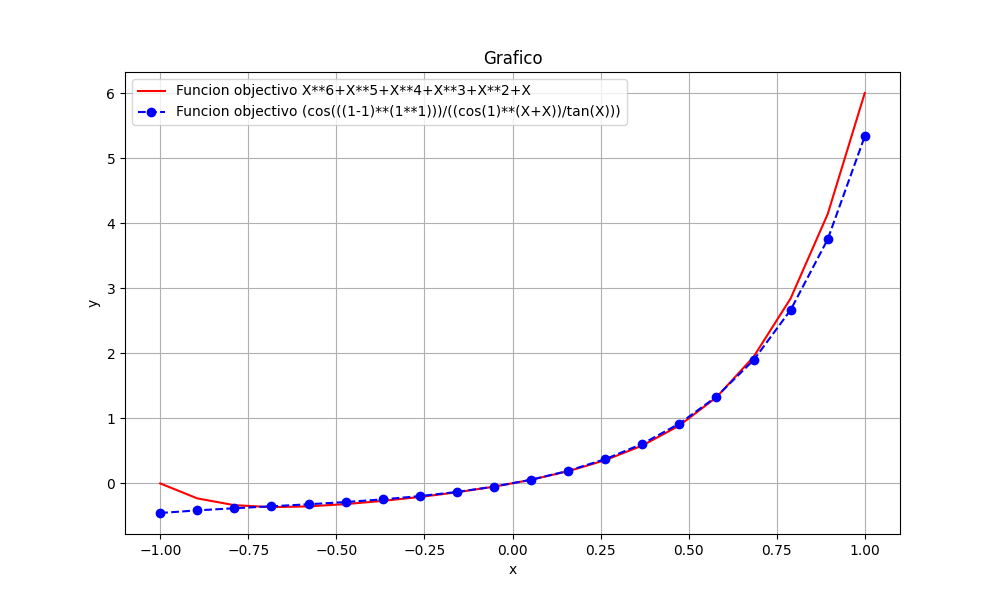 Grafico
Funcion objectivo X**6+X**5+X**4+X**3+X**2+X
Funcion objectivo (cos(((1-1)**(1**1)))/((cos(1)**(X+X))/tan(X)))
6
5
4
3
2
1
0
y
−1.00 −0.75 −0.50 −0.25 0.00 0.25 0.50 0.75 1.00
x